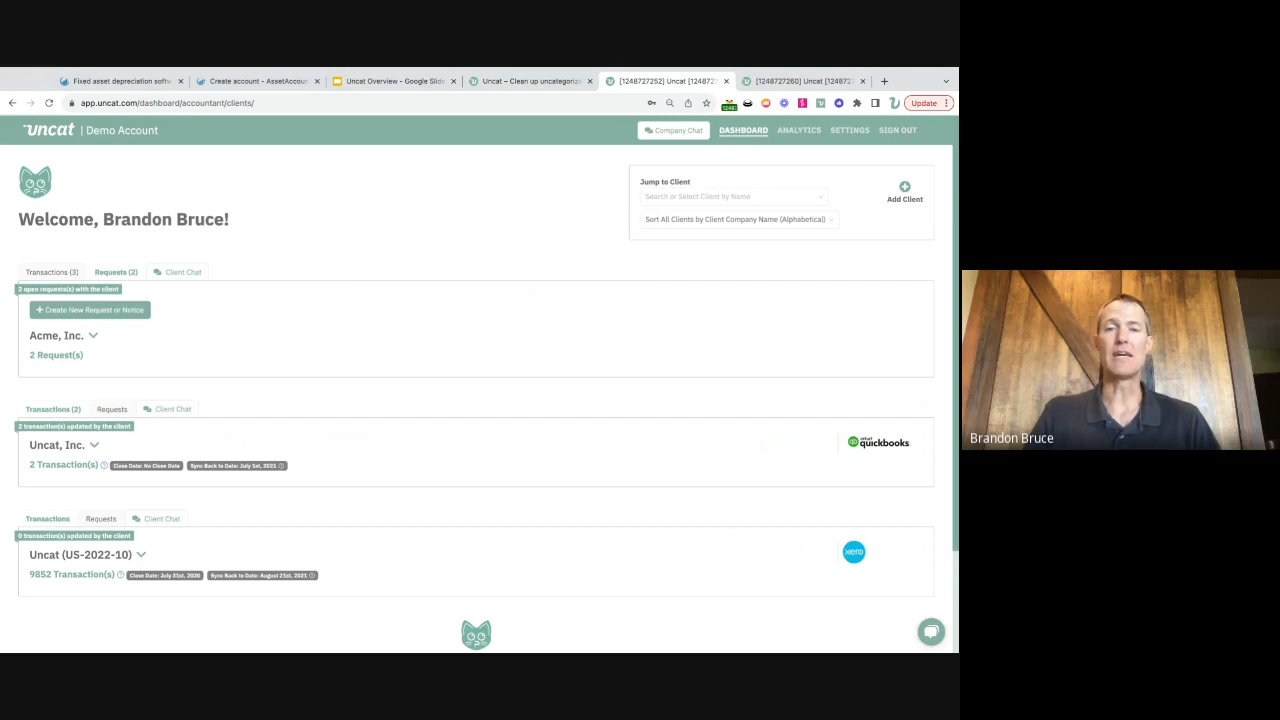 Fixed asset depreciation softw
Create account - AssetAccoun
Uncat Overview - Google Slide
Uncat – Clean up uncategoriz
[1248727252] Uncat [124872
[1248727260] Uncat [124872
app.uncat.com/dashboard/accountant/clients/
Update
uncat | Demo Account
Company Chat
DASHBOARD
ANALYTICS
SETTINGS
SIGN OUT
Jump to Client
Search or Select Client by Name
Add Client
Sort All Clients by Client Company Name (Alphabetical)
Welcome, Brandon Bruce!
Transactions (3)
Requests (2)
Client Chat
2 open requests(s) with the client
+ Create New Request or Notice
Acme, Inc.
2 Request(s)
Transactions (2)
Requests
Client Chat
2 transaction(s) updated by the client
Uncat, Inc.
intuit quickbooks
2 Transaction(s)
Close Date: No Close Date
Sync Back to Date: July 1st, 2021
Transactions
Requests
Client Chat
0 transaction(s) updated by the client
Uncat (US-2022-10)
xero
9852 Transaction(s)
Close Date: July 31st, 2020
Sync Back to Date: August 21st, 2021
Brandon Bruce